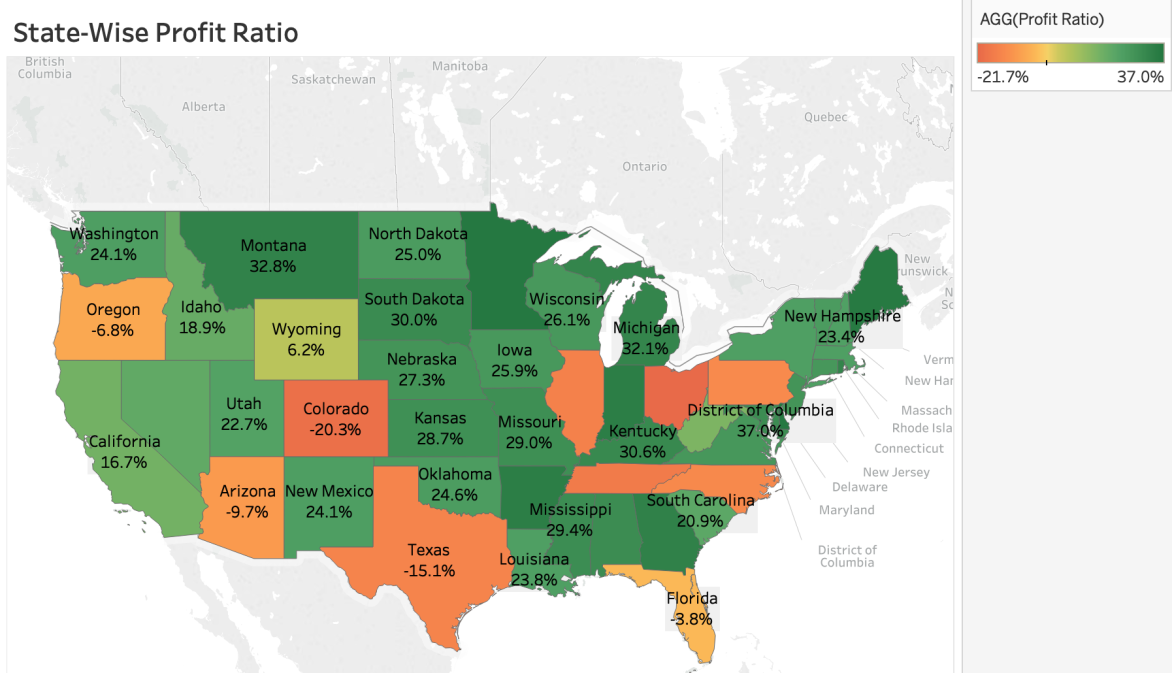 State-Wise Profit Ratio
AGG(Profit Ratio)
-21.7%
37.0%
British
Columbia
Alberta
Saskatchewan
Manitoba
Ontario
Quebec
New
unswick
Washington
24.1%
Montana
32.8%
North Dakota
25.0%
Oregon
-6.8%
Idaho
18.9%
Wyoming
6.2%
South Dakota
30.0%
Wisconsin
26.1%
Michigan
32.1%
New Hampshire
23.4%
Nebraska
27.3%
Iowa
25.9%
Verm
New Har
Utah
22.7%
Colorado
-20.3%
Kansas
28.7%
Missouri
29.0%
Kentucky
30.6%
District of Columbia
37.0%
Massach
Rhode Isla
Connecticut
New Jersey
Delaware
Maryland
District of
Columbia
California
16.7%
Arizona
-9.7%
New Mexico
24.1%
Oklahoma
24.6%
Mississippi
29.4%
South Carolina
20.9%
Texas
-15.1%
Louisiana
23.8%
Florida
-3.8%